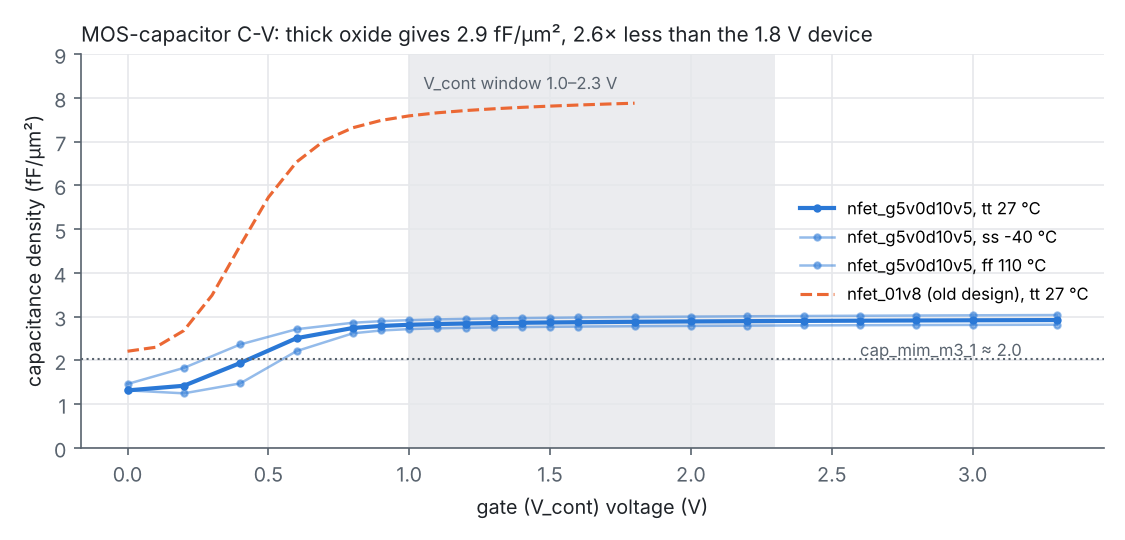 MOS-capacitor C-V: thick oxide gives 2.9 fF/µm², 2.6× less than the 1.8 V device
capacitance density (fF/µm²)
9
8
7
6
5
4
3
2
1
0
V_cont window 1.0–2.3 V
nfet_g5v0d10v5, tt 27 °C
nfet_g5v0d10v5, ss -40 °C
nfet_g5v0d10v5, ff 110 °C
nfet_01v8 (old design), tt 27 °C
cap_mim_m3_1 ≈ 2.0
0.0 0.5 1.0 1.5 2.0 2.5 3.0
gate (V_cont) voltage (V)